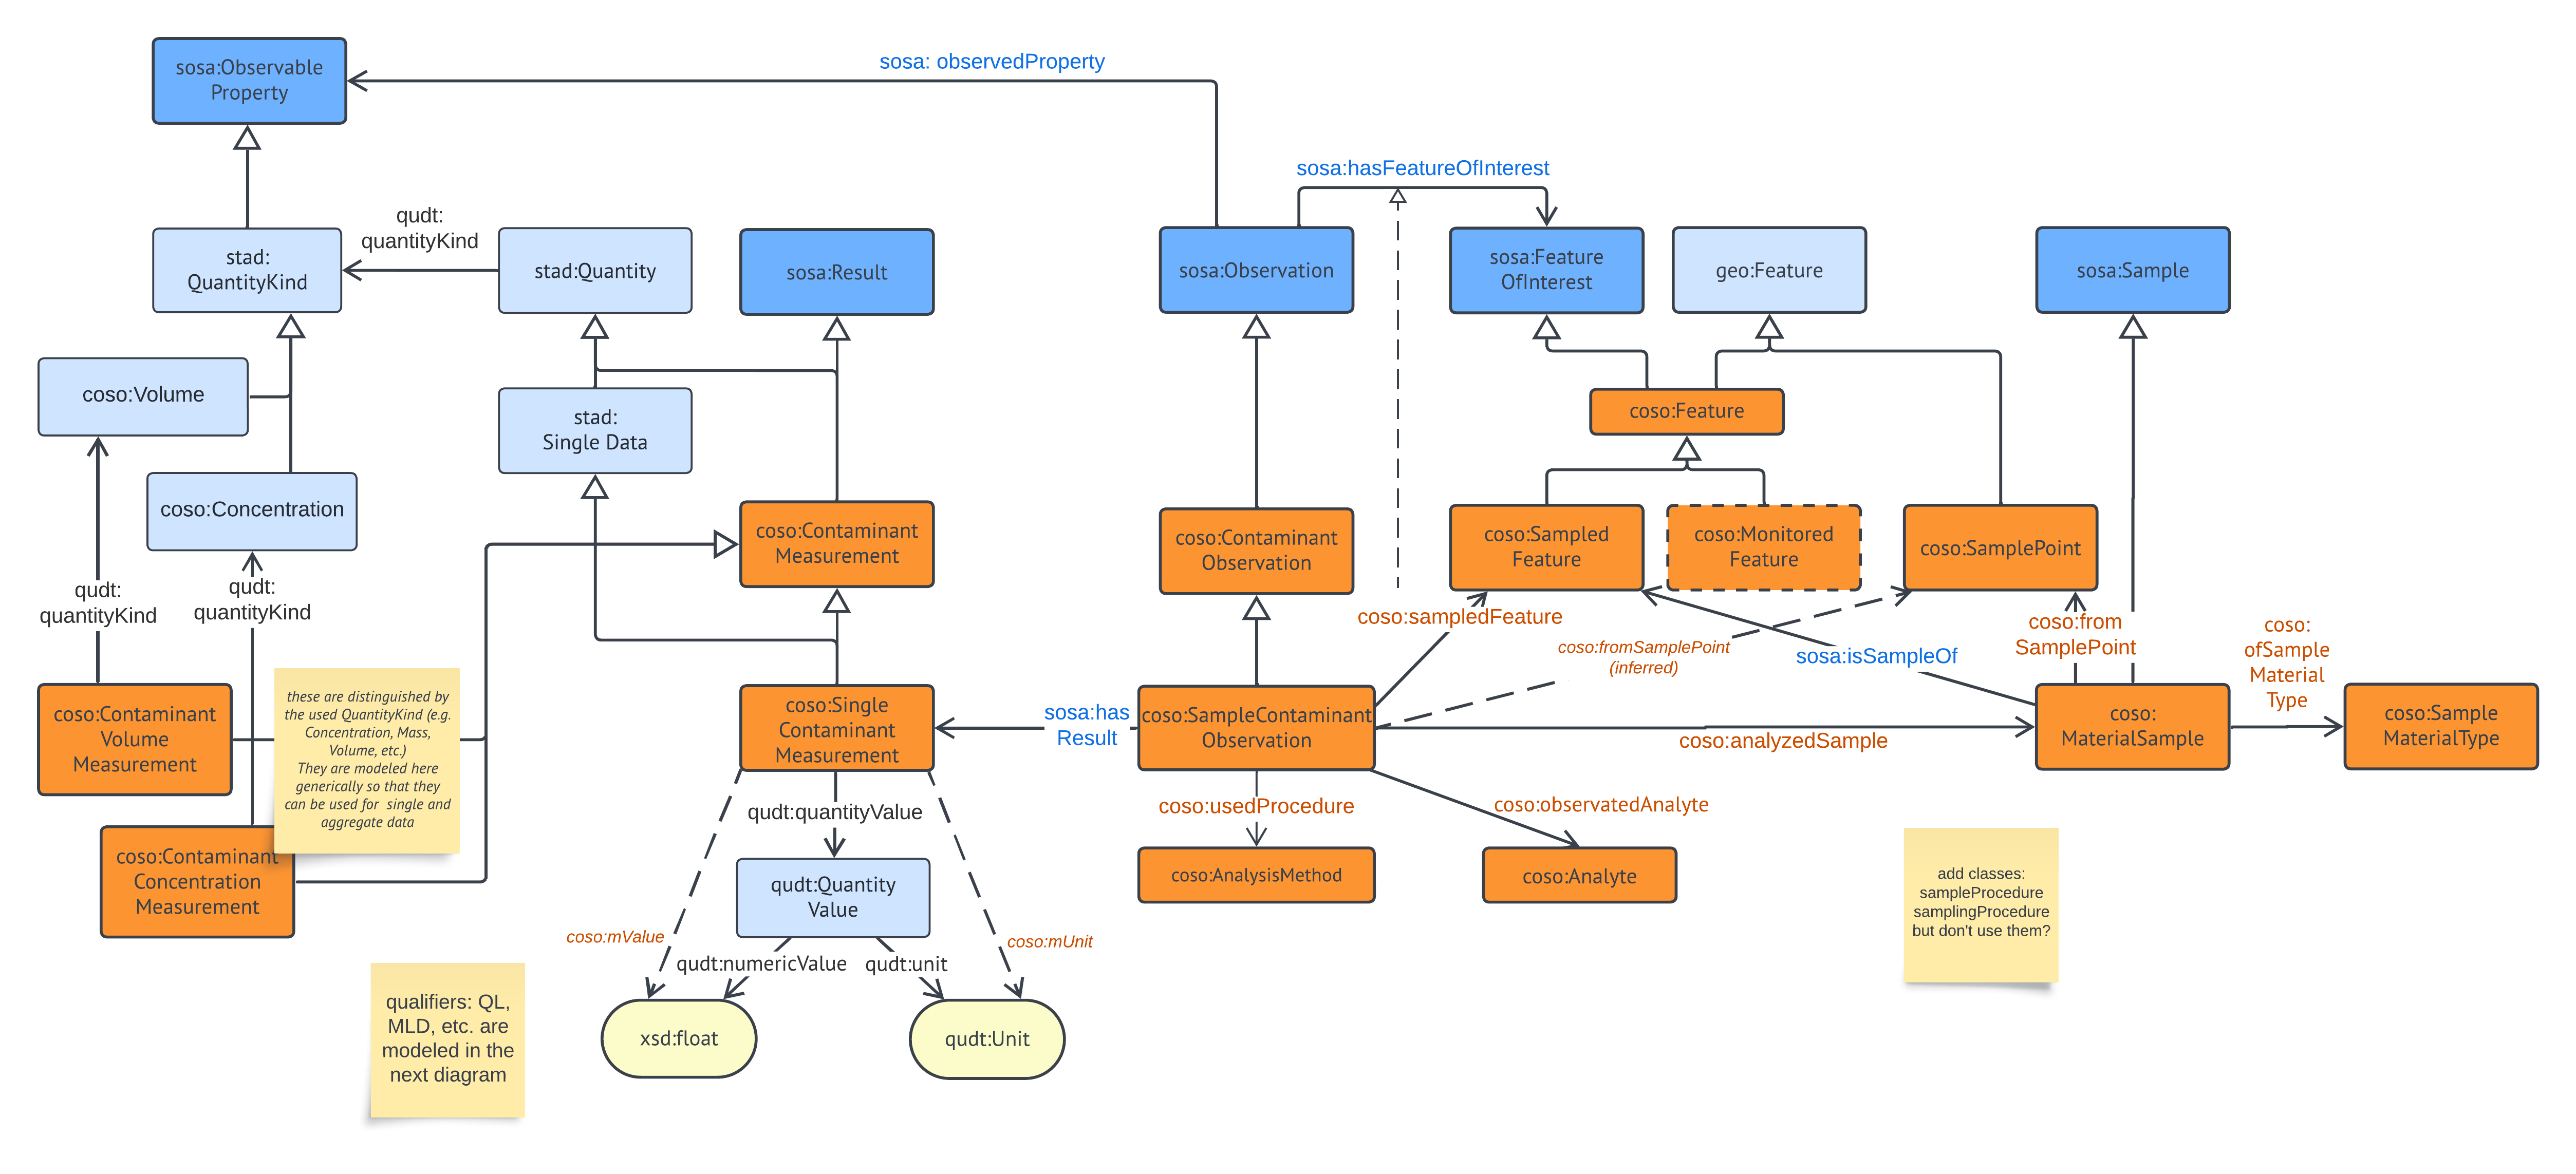 sosa:Observable
Property
sosa: observedProperty
sosa:hasFeatureOfInterest
qudt:
quantityKind
stad:
QuantityKind
stad:Quantity
sosa:Result
sosa:Observation
sosa:Feature
OfInterest
geo:Feature
sosa:Sample
coso:Volume
stad:
Single Data
coso:Feature
coso:Concentration
coso:Contaminant
Measurement
coso:Contaminant
Observation
coso:Sampled
Feature
coso:Monitored
Feature
coso:SamplePoint
qudt:
quantityKind
qudt:
quantityKind
coso:sampledFeature
coso:fromSamplePoint
(inferred)
sosa:isSampleOf
coso:from
SamplePoint
coso:
ofSample
Material
Type
coso:Contaminant
Volume
Measurement
these are distinguished by
the used QuantityKind (e.g.
Concentration, Mass,
Volume, etc.)
They are modeled here
generically so that they
can be used for single and
aggregate data
coso:Single
Contaminant
Measurement
sosa:has
Result
coso:SampleContaminant
Observation
coso:analyzedSample
coso:
MaterialSample
coso:Sample
MaterialType
coso:Contaminant
Concentration
Measurement
qudt:quantityValue
coso:usedProcedure
coso:observatedAnalyte
qudt:Quantity
Value
coso:AnalysisMethod
coso:Analyte
add classes:
sampleProcedure
samplingProcedure
but don't use them?
coso:mValue
qudt:numericValue
qudt:unit
coso:mUnit
qualifiers: QL,
MLD, etc. are
modeled in the
next diagram
xsd:float
qudt:Unit